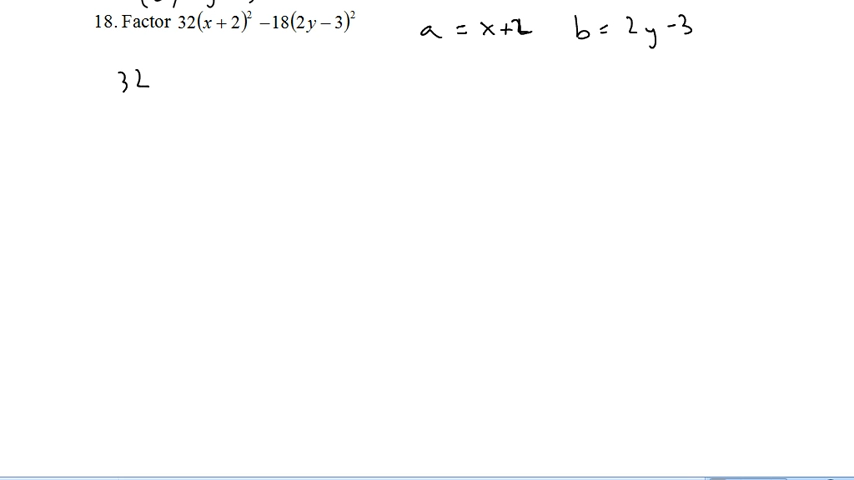 18. Factor 32(x + 2)² − 18(2y − 3)² a = x+2 b = 2y -3
32